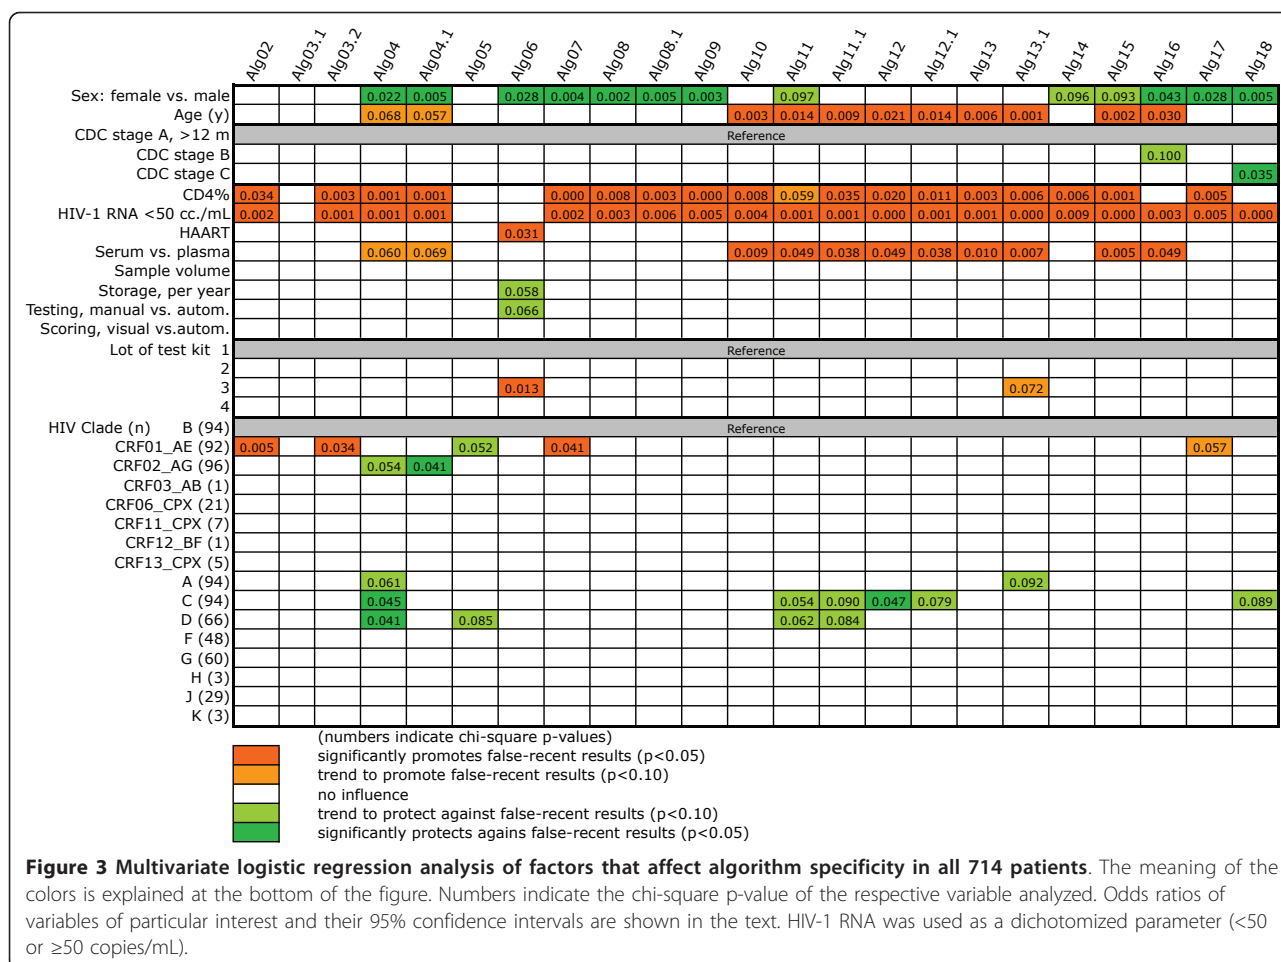 Alg02 Alg03.1 Alg03.2 Alg04 Alg04.1 Alg05 Alg06 Alg07 Alg08 Alg08.1 Alg09 Alg10 Alg11 Alg11.1 Alg12 Alg12.1 Alg13 Alg13.1 Alg14 Alg15 Alg16 Alg17 Alg18
Sex: female vs. male 0.022 0.005 0.028 0.004 0.002 0.005 0.003 0.097 0.096 0.093 0.043 0.028 0.005
Age (y) 0.068 0.057 0.003 0.014 0.009 0.021 0.014 0.006 0.001 0.002 0.030
CDC stage A, >12 m Reference
CDC stage B 0.100
CDC stage C 0.035
CD4% 0.034 0.003 0.001 0.001 0.000 0.008 0.003 0.000 0.008 0.059 0.035 0.020 0.011 0.003 0.006 0.006 0.001 0.005
HIV-1 RNA <50 cc./mL 0.002 0.001 0.001 0.001 0.002 0.003 0.006 0.005 0.004 0.001 0.001 0.000 0.001 0.001 0.000 0.009 0.000 0.003 0.005 0.000
HAART 0.031
Serum vs. plasma 0.060 0.069 0.009 0.049 0.038 0.049 0.038 0.010 0.007 0.005 0.049
Sample volume
Storage, per year 0.058
Testing, manual vs. autom. 0.066
Scoring, visual vs.autom.
Lot of test kit 1 Reference
2
3 0.013 0.072
4
HIV Clade (n) B (94) Reference
CRF01_AE (92) 0.005 0.034 0.052 0.041 0.057
CRF02_AG (96) 0.054 0.041
CRF03_AB (1)
CRF06_CPX (21)
CRF11_CPX (7)
CRF12_BF (1)
CRF13_CPX (5)
A (94) 0.061 0.092
C (94) 0.045 0.054 0.090 0.047 0.079 0.089
D (66) 0.041 0.085 0.062 0.084
F (48)
G (60)
H (3)
J (29)
K (3)
(numbers indicate chi-square p-values)
significantly promotes false-recent results (p<0.05)
trend to promote false-recent results (p<0.10)
no influence
trend to protect against false-recent results (p<0.10)
significantly protects agains false-recent results (p<0.05)
Figure 3 Multivariate logistic regression analysis of factors that affect algorithm specificity in all 714 patients. The meaning of the
colors is explained at the bottom of the figure. Numbers indicate the chi-square p-value of the respective variable analyzed. Odds ratios of
variables of particular interest and their 95% confidence intervals are shown in the text. HIV-1 RNA was used as a dichotomized parameter (<50
or ≥50 copies/mL).